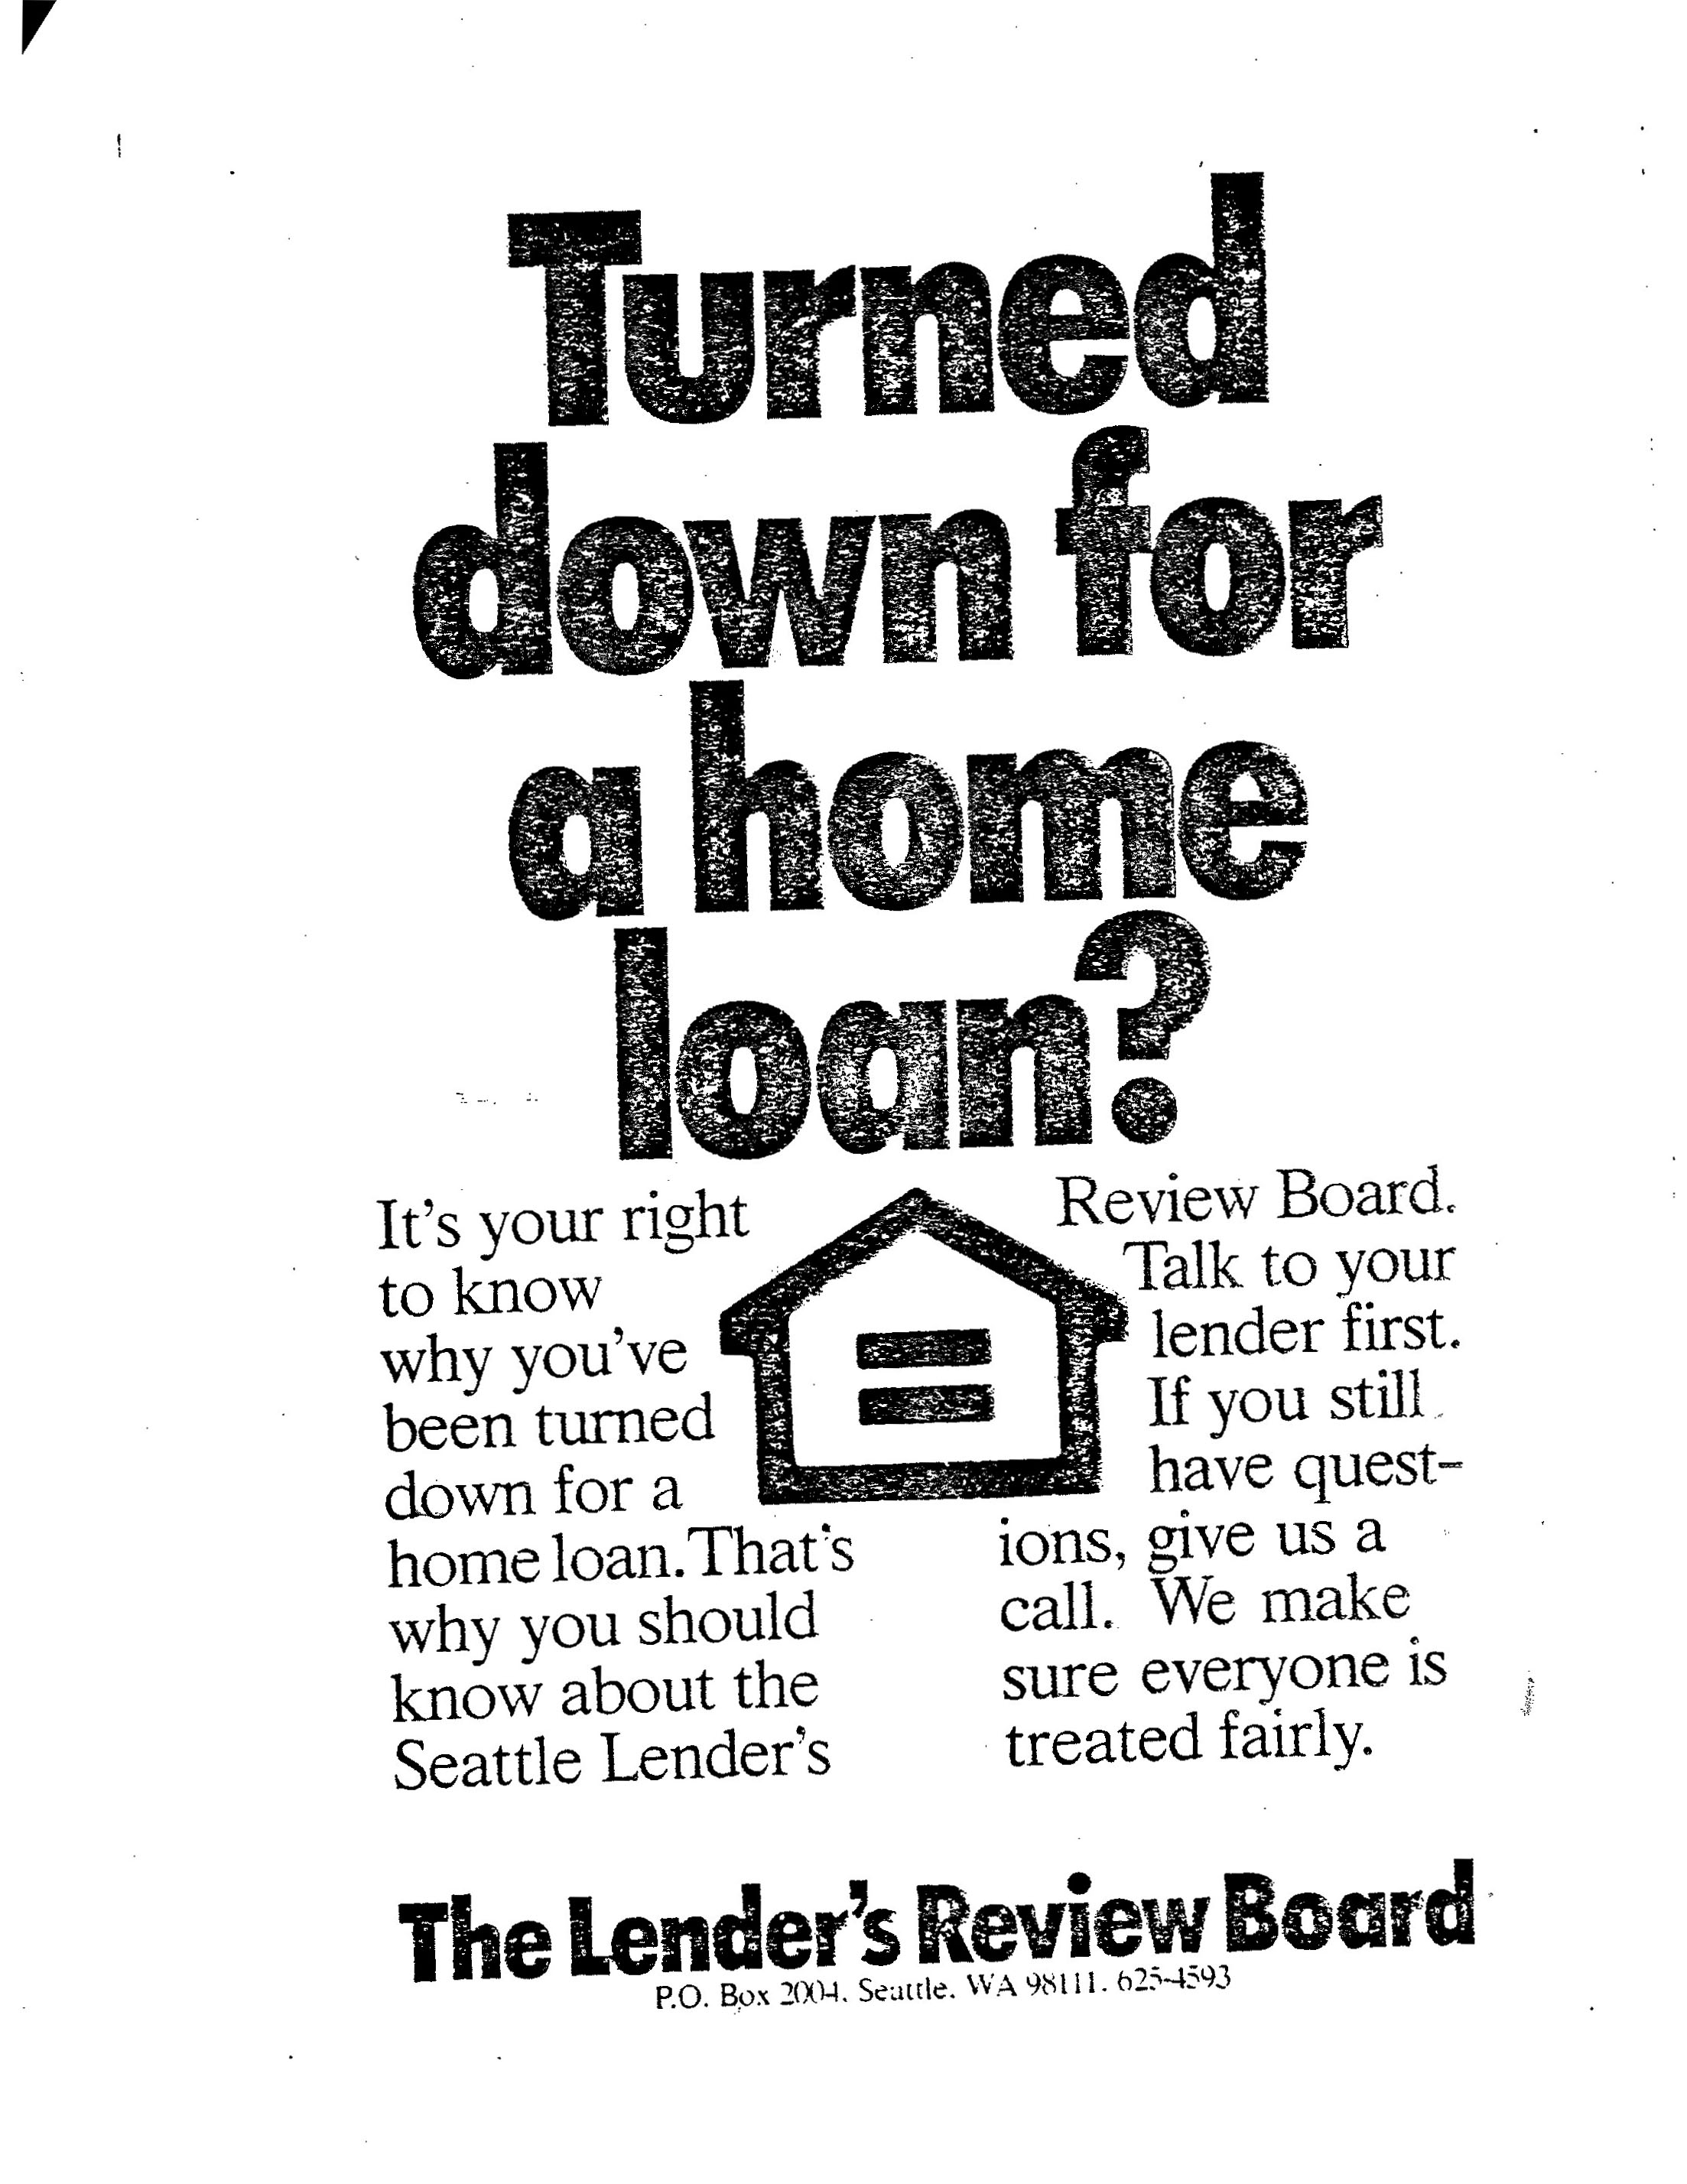 Turned
down for
a home
loan?
It's your right
to know
why you've
been turned
down for a
home loan. That's
why you should
know about the
Seattle Lender's
Review Board.
Talk to your
lender first.
If you still
have quest-
ions, give us a
call. We make
sure everyone is
treated fairly.
The Lender's Review Board
P.O. Box 2004, Seattle, WA 98111. 625-4593